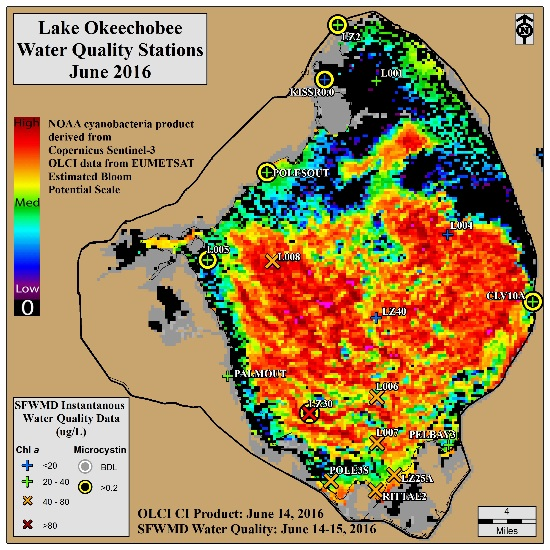 Lake Okeechobee
Water Quality Stations
June 2016
N
FZ2
L001
KISSR0.0
High
NOAA cyanobacteria product
derived from
Copernicus Sentinel-3
OLCI data from EUMETSAT
Estimated Bloom
Potential Scale
Med
Low
0
POLESOUT
L004
L005
L008
CLV10A
LZ40
PALMOUT
L006
LZ30
L007
PELBAY3
POLE3S
LZ25A
RITTAE2
SFWMD Instantanous
Water Quality Data
(ug/L)
Chl a
Microcystin
<20
BDL
20 - 40
>0.2
40 - 80
>80
OLCI CI Product: June 14, 2016
SFWMD Water Quality: June 14-15, 2016
4
Miles